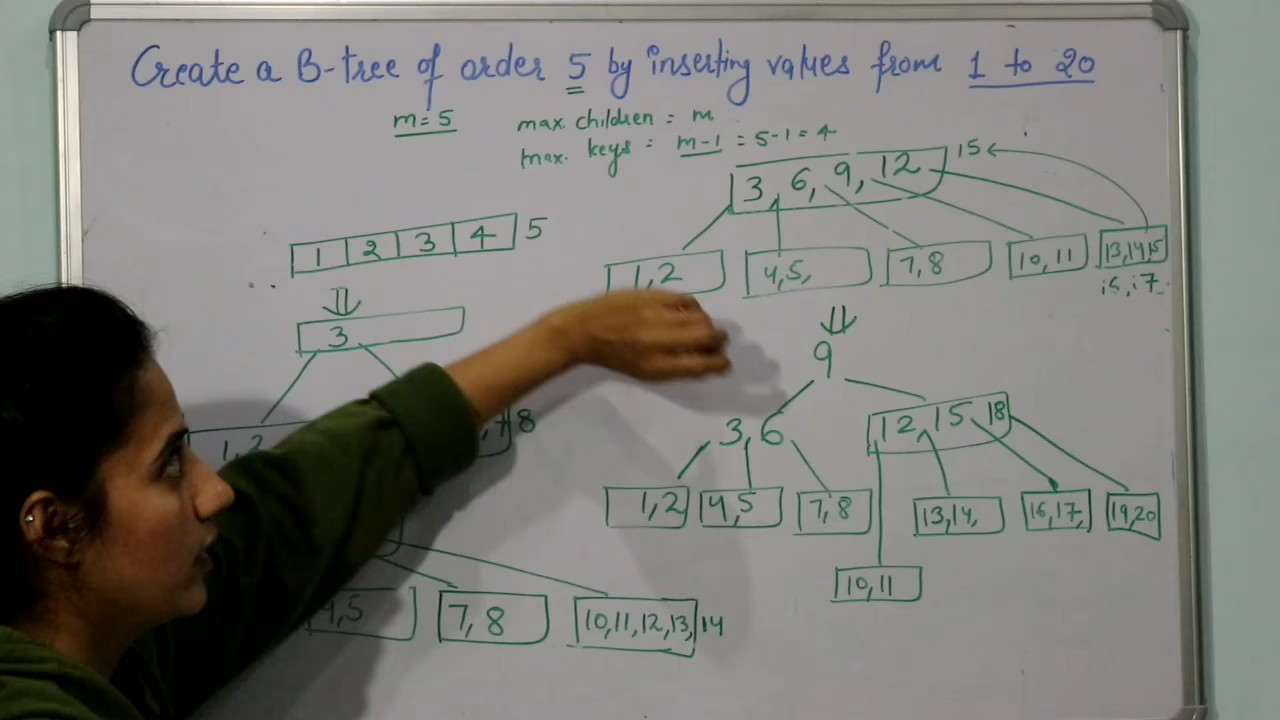 Create a B-tree of order 5 by inserting values from 1 to 20
m=5
max. children = m
max. keys = m-1 = 5-1 = 4
3, 6, 9, 12 15
1 2 3 4 5
1,2 4,5, 7,8 10,11 13,14,15
16,17
3
9
1,2 ,7 8
3,6 12,15 18
1,2 4,5 7,8 13,14, 16,17 19,20
10,11
4,5 7,8 10,11,12,13, 14